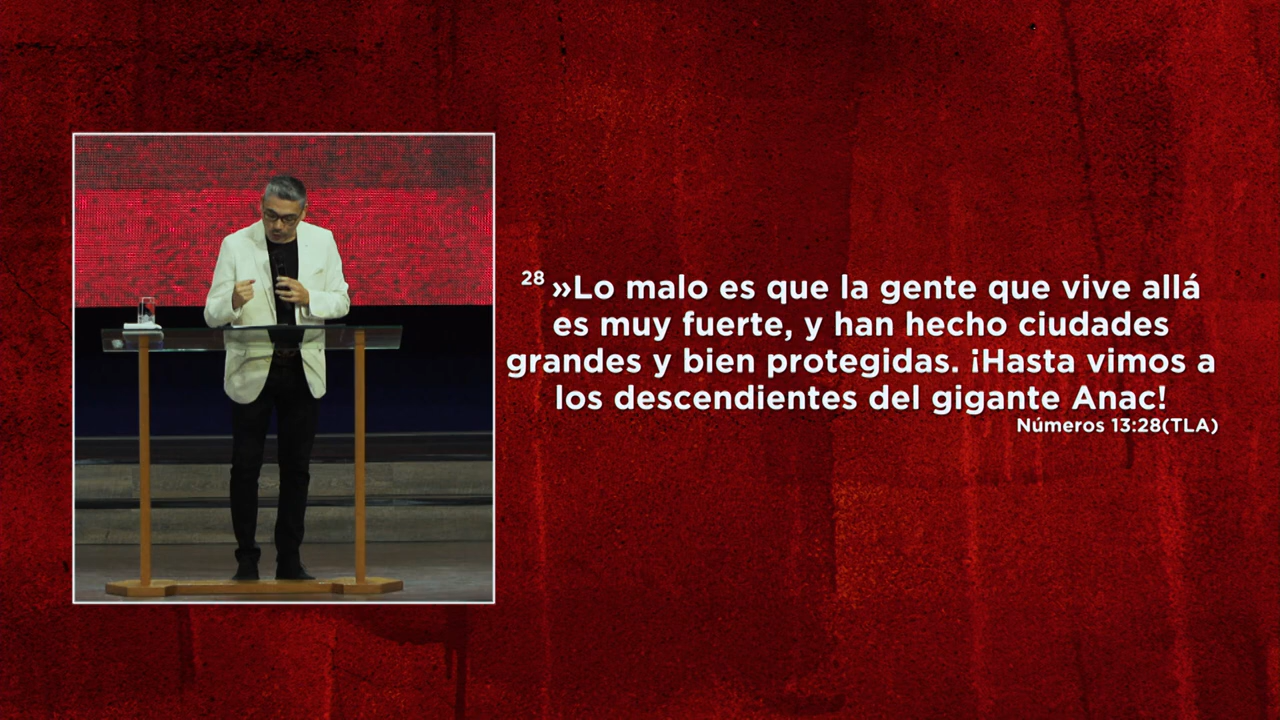 28 »Lo malo es que la gente que vive allá
es muy fuerte, y han hecho ciudades
grandes y bien protegidas. ¡Hasta vimos a
los descendientes del gigante Anac!
Números 13:28(TLA)